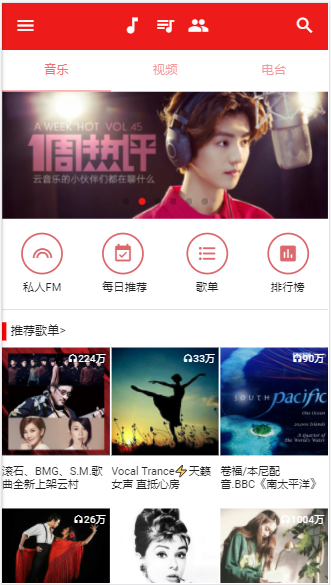 音乐
视频
电台
A WEEK HOT VOL.45
1周热评
云音乐的小伙伴们都在聊什么
私人FM
每日推荐
歌单
排行榜
推荐歌单>
224万
33万
90万
SOUTH pacific
滚石、BMG、S.M.歌
曲全新上架云村
Vocal Trance⚡天籁
女声 直抵心房
卷福/本尼配
音.BBC《南太平洋》
26万
1004万